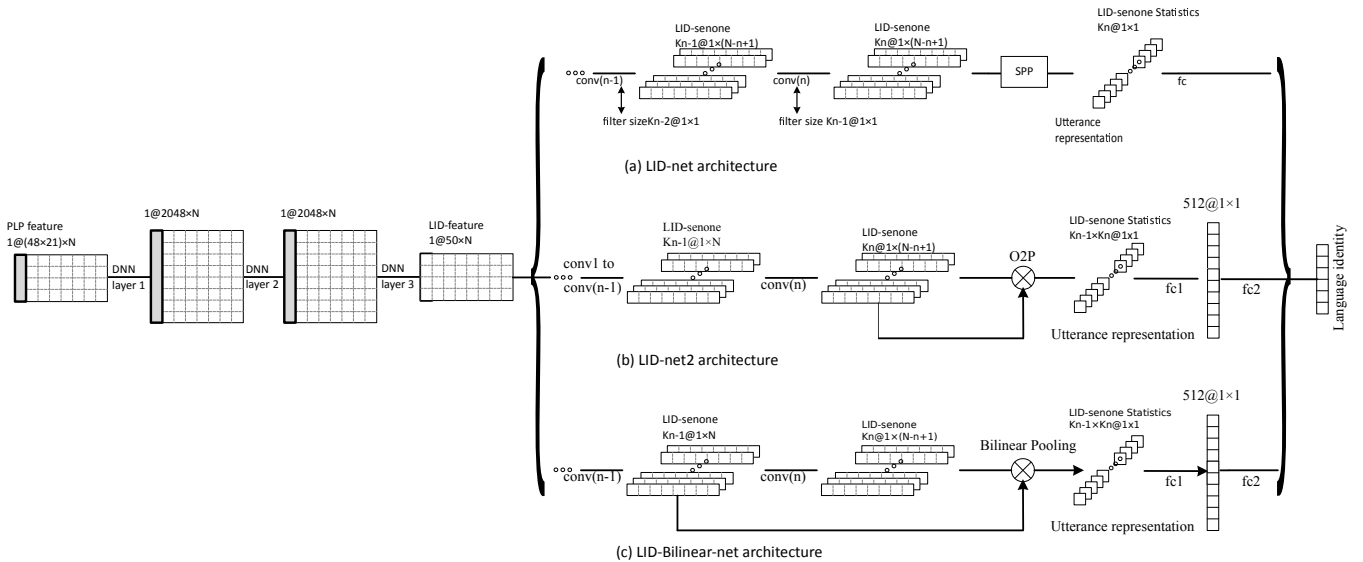 PLP feature
1@(48×21)×N
DNN
layer 1
1@2048×N
DNN
layer 2
1@2048×N
DNN
layer 3
LID-feature
1@50×N
conv(n-1)
filter sizeKn-2@1×1
LID-senone
Kn-1@1×(N-n+1)
conv(n)
filter size Kn-1@1×1
LID-senone
Kn@1×(N-n+1)
SPP
LID-senone Statistics
Kn@1×1
Utterance
representation
fc
(a) LID-net architecture
conv1 to
conv(n-1)
LID-senone
Kn-1@1×N
conv(n)
LID-senone
Kn@1×(N-n+1)
O2P
LID-senone Statistics
Kn-1×Kn@1x1
Utterance representation
fc1
512@1×1
fc2
(b) LID-net2 architecture
conv(n-1)
LID-senone
Kn-1@1×N
conv(n)
LID-senone
Kn@1×(N-n+1)
Bilinear Pooling
LID-senone Statistics
Kn-1×Kn@1x1
Utterance representation
fc1
512@1×1
fc2
(c) LID-Bilinear-net architecture
Language identity